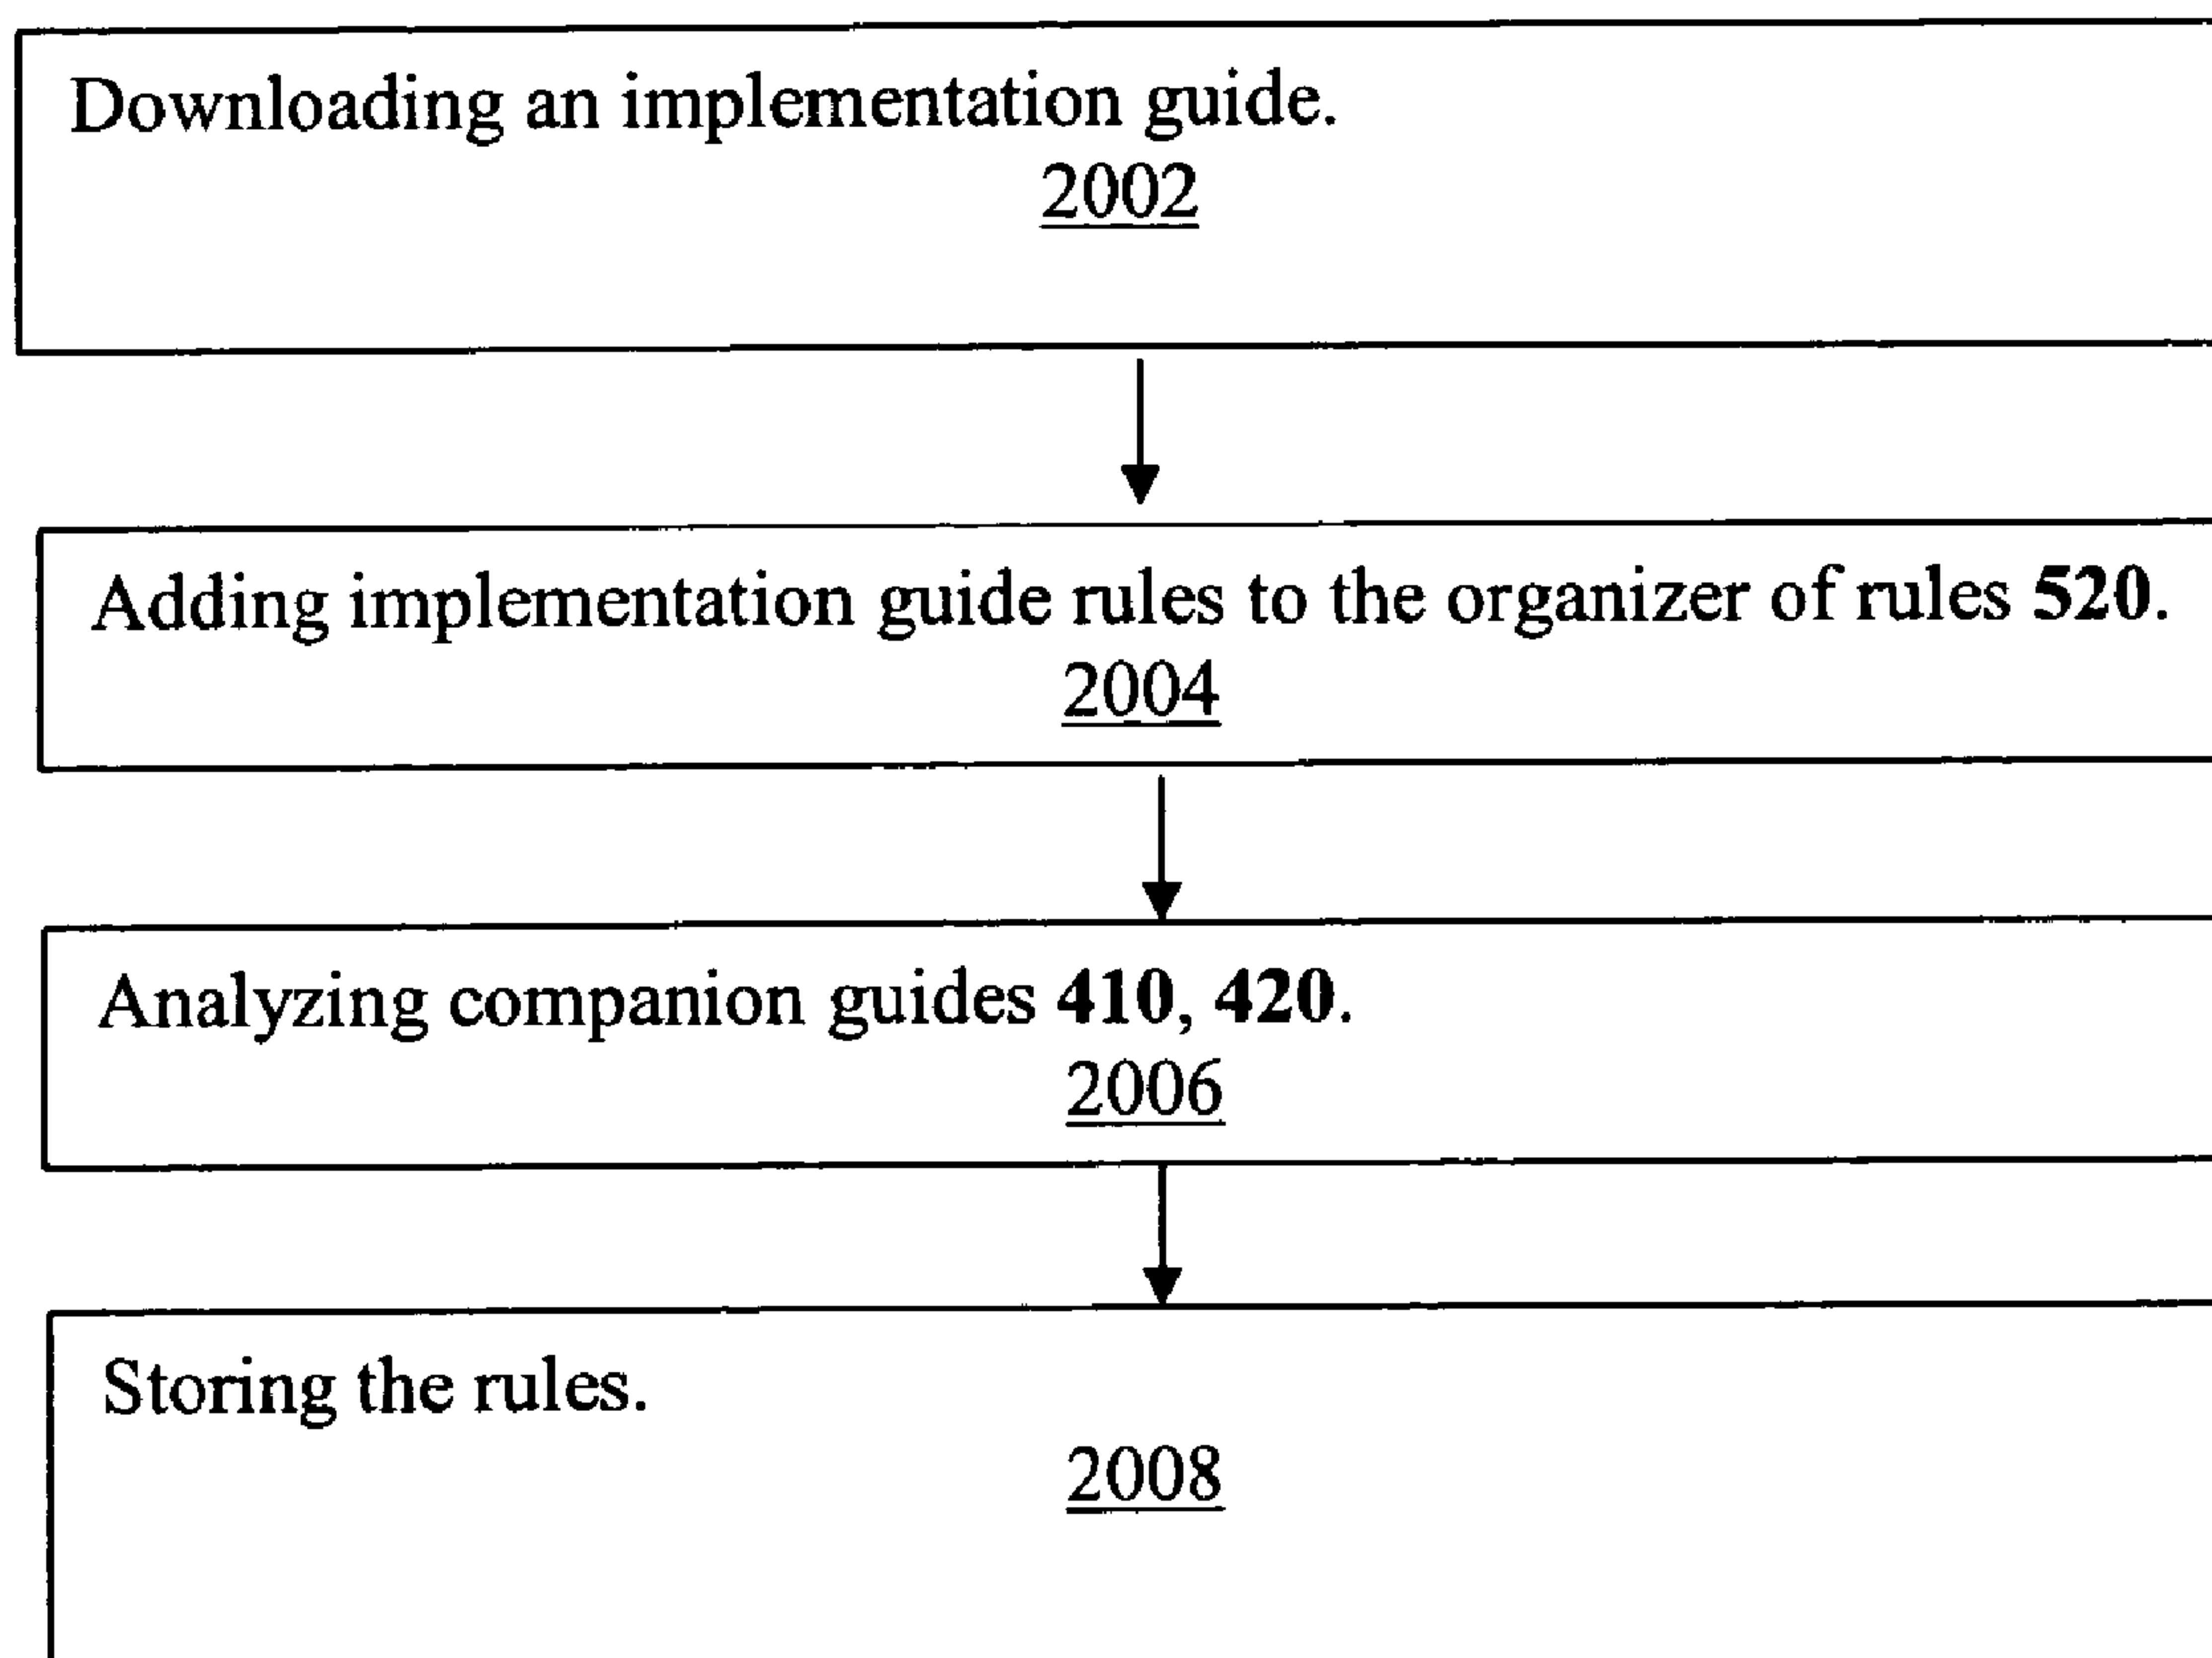 Downloading an implementation guide.
2002
Adding implementation guide rules to the organizer of rules 520.
2004
Analyzing companion guides 410, 420.
2006
Storing the rules.
2008